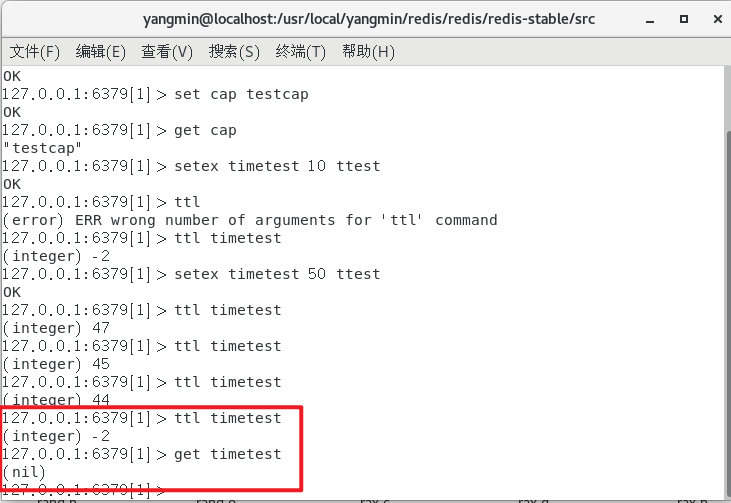 yangmin@localhost:/usr/local/yangmin/redis/redis/redis-stable/src
文件(F) 编辑(E) 查看(V) 搜索(S) 终端(T) 帮助(H)
OK
127.0.0.1:6379[1]> set cap testcap
OK
127.0.0.1:6379[1]> get cap
"testcap"
127.0.0.1:6379[1]> setex timetest 10 ttest
OK
127.0.0.1:6379[1]> ttl
(error) ERR wrong number of arguments for 'ttl' command
127.0.0.1:6379[1]> ttl timetest
(integer) -2
127.0.0.1:6379[1]> setex timetest 50 ttest
OK
127.0.0.1:6379[1]> ttl timetest
(integer) 47
127.0.0.1:6379[1]> ttl timetest
(integer) 45
127.0.0.1:6379[1]> ttl timetest
(integer) 44
127.0.0.1:6379[1]> ttl timetest
(integer) -2
127.0.0.1:6379[1]> get timetest
(nil)
127.0.0.1:6379[1]>